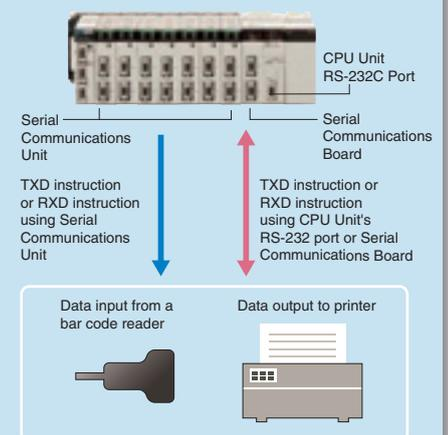 CPU Unit
RS-232C Port
Serial
Communications
Unit
Serial
Communications
Board
TXD instruction
or RXD instruction
using Serial
Communications
Unit
TXD instruction or
RXD instruction
using CPU Unit's
RS-232 port or Serial
Communications Board
Data input from a
bar code reader
Data output to printer